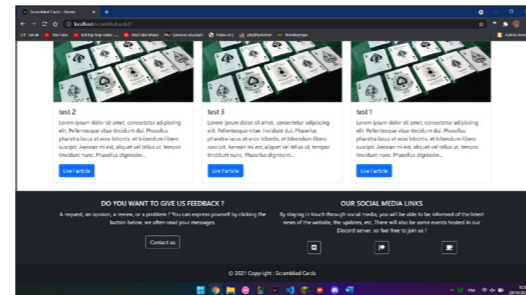 Scrambled Cards - Home
localhost/scrambledcards2/
Gmail YouTube YouTube Music phpMyAdmin Monkeytype
test 2
Lorem ipsum dolor sit amet, consectetur adipiscing
elit. Pellentesque vitae tincidunt dui. Phasellus
pharetra lacus et eros lobortis, et bibendum libero
suscipit. Aenean mi est, aliquet vel tellus ut, tempor
tincidunt nunc. Phasellus dignissim...
Lire l'article
test 3
Lorem ipsum dolor sit amet, consectetur adipiscing
elit. Pellentesque vitae tincidunt dui. Phasellus
pharetra lacus et eros lobortis, et bibendum libero
suscipit. Aenean mi est, aliquet vel tellus ut, tempor
tincidunt nunc. Phasellus dignissim...
Lire l'article
test 1
Lorem ipsum dolor sit amet, consectetur adipiscing
elit. Pellentesque vitae tincidunt dui. Phasellus
pharetra lacus et eros lobortis, et bibendum libero
suscipit. Aenean mi est, aliquet vel tellus ut, tempor
tincidunt nunc. Phasellus dignissim...
Lire l'article
DO YOU WANT TO GIVE US FEEDBACK ?
A request, an opinion, a review, or a problem ? You can express yourself by clicking the
button below, we often read your messages.
Contact us
OUR SOCIAL MEDIA LINKS
By staying in touch through social media, you will be able to be informed of the latest
news of the website, the updates, etc. There will also be some events hosted in our
Discord server, so feel free to join us !
© 2021 Copyright : Scrambled Cards